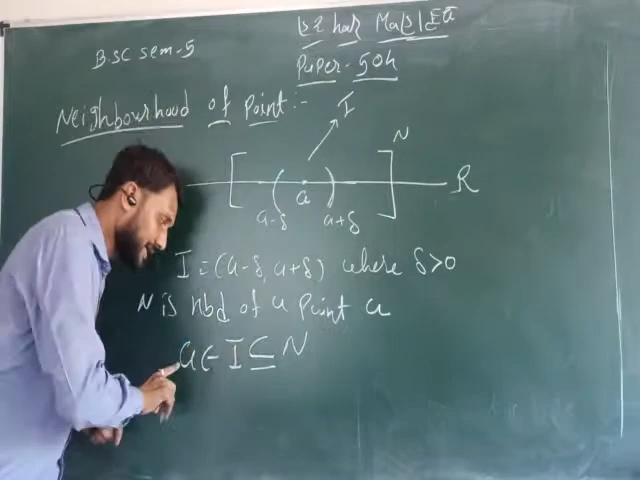 B.SC sem-5
Paper-504
Neighbourhood of Point:-
I
N
a
R
a-δ a+δ
I = (a-δ, a+δ) where δ>0
N is nbd of a Point a
a ∈ I ⊆ N